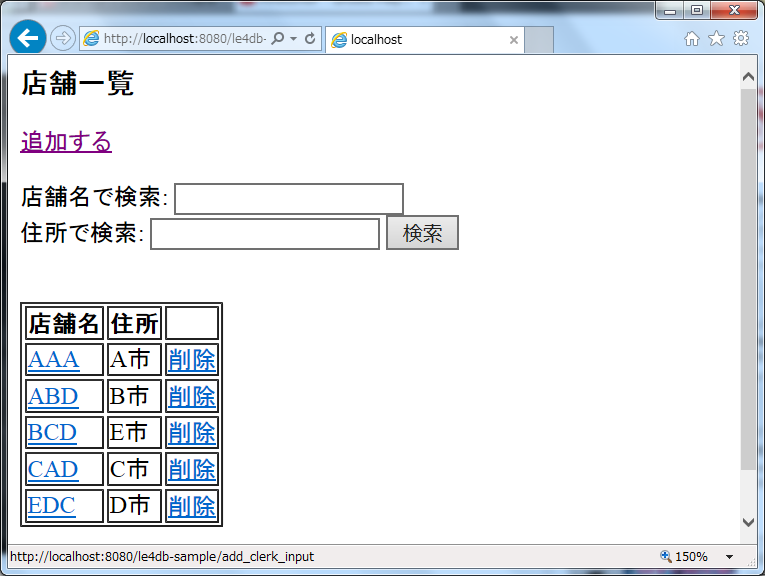 http://localhost:8080/le4db-
localhost
店舗一覧
追加する
店舗名で検索:
住所で検索: 検索
店舗名 住所
AAA A市 削除
ABD B市 削除
BCD E市 削除
CAD C市 削除
EDC D市 削除
http://localhost:8080/le4db-sample/add_clerk_input 150%